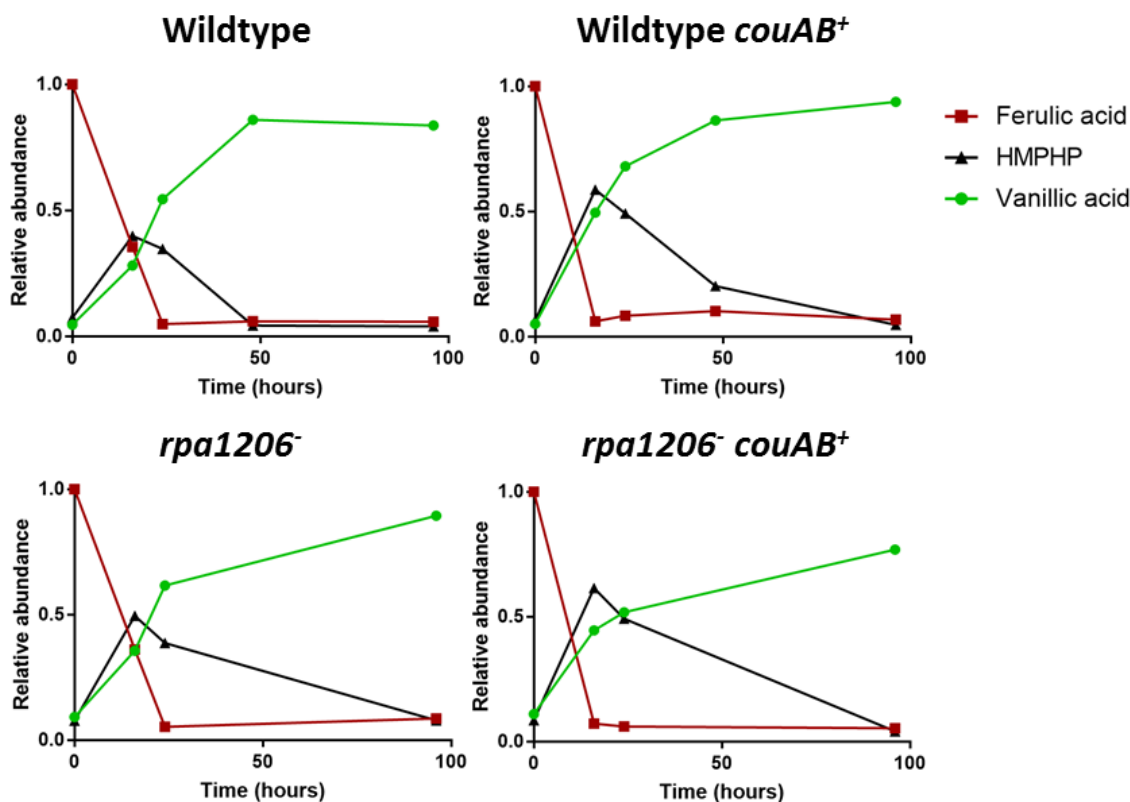 Wildtype
1.0
0.5
0.0
0
50
100
Relative abundance
Time (hours)
Wildtype couAB+
1.0
0.5
0.0
0
50
100
Relative abundance
Time (hours)
Ferulic acid
HMPHP
Vanillic acid
rpa1206-
1.0
0.5
0.0
0
50
100
Relative abundance
Time (hours)
rpa1206- couAB+
1.0
0.5
0.0
0
50
100
Relative abundance
Time (hours)